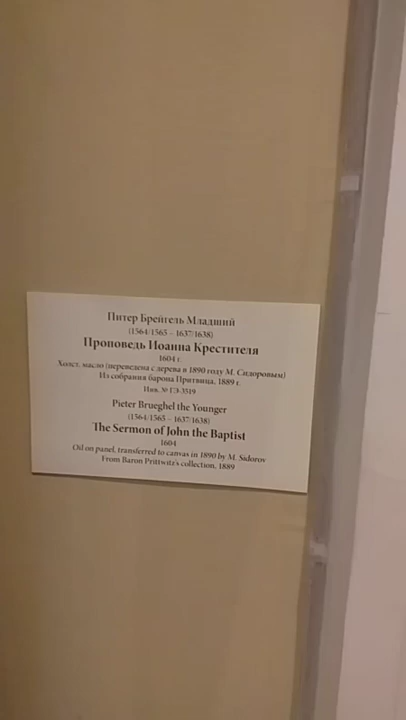 Питер Брейгель Младший
(1564/1565 – 1637/1638)
Проповедь Иоанна Крестителя
1604 г.
Холст, масло (переведена с дерева в 1890 году М. Сидоровым)
Из собрания барона Притвица, 1889 г.
Инв. № ГЭ-3519
Pieter Brueghel the Younger
(1564/1565 – 1637/1638)
The Sermon of John the Baptist
1604
Oil on panel, transferred to canvas in 1890 by M. Sidorov
From Baron Prittwitz's collection, 1889